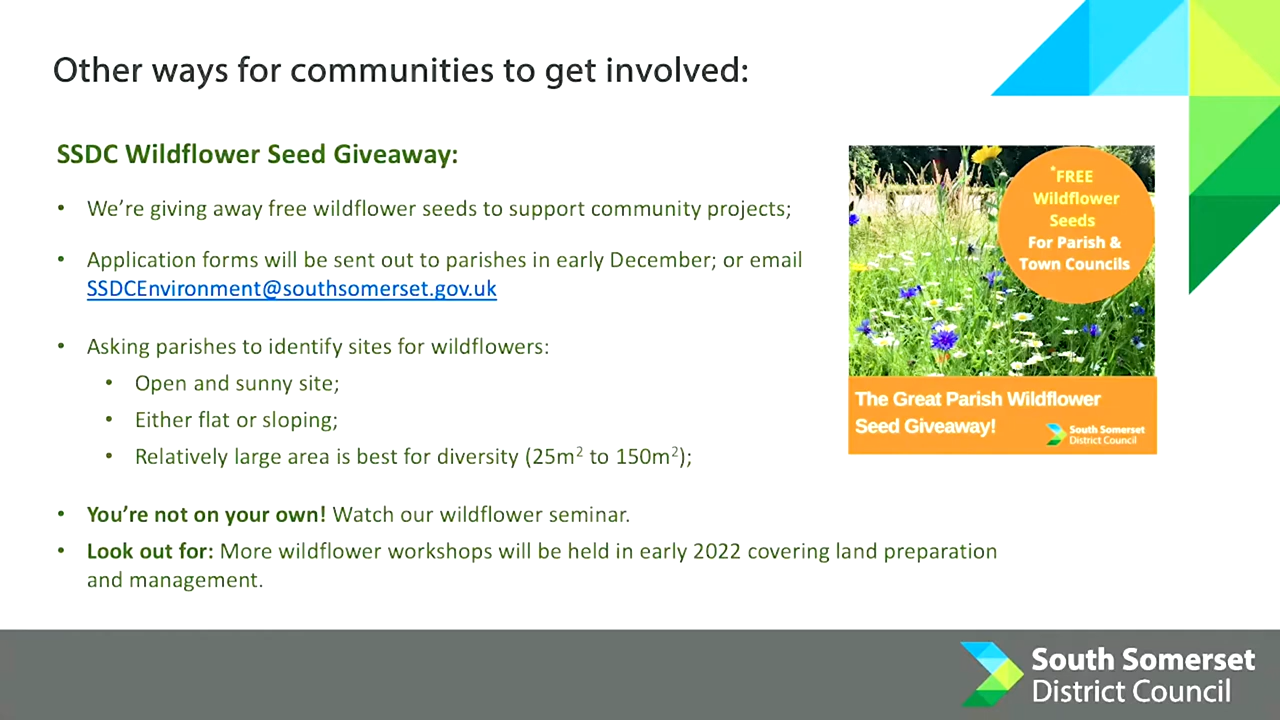 Other ways for communities to get involved:
SSDC Wildflower Seed Giveaway:
• We’re giving away free wildflower seeds to support community projects;
• Application forms will be sent out to parishes in early December; or email
SSDCEnvironment@southsomerset.gov.uk
• Asking parishes to identify sites for wildflowers:
• Open and sunny site;
• Either flat or sloping;
• Relatively large area is best for diversity (25m² to 150m²);
• You’re not on your own! Watch our wildflower seminar.
• Look out for: More wildflower workshops will be held in early 2022 covering land preparation
and management.
*FREE
Wildflower
Seeds
For Parish &
Town Councils
The Great Parish Wildflower
Seed Giveaway!
South Somerset
District Council
South Somerset
District Council